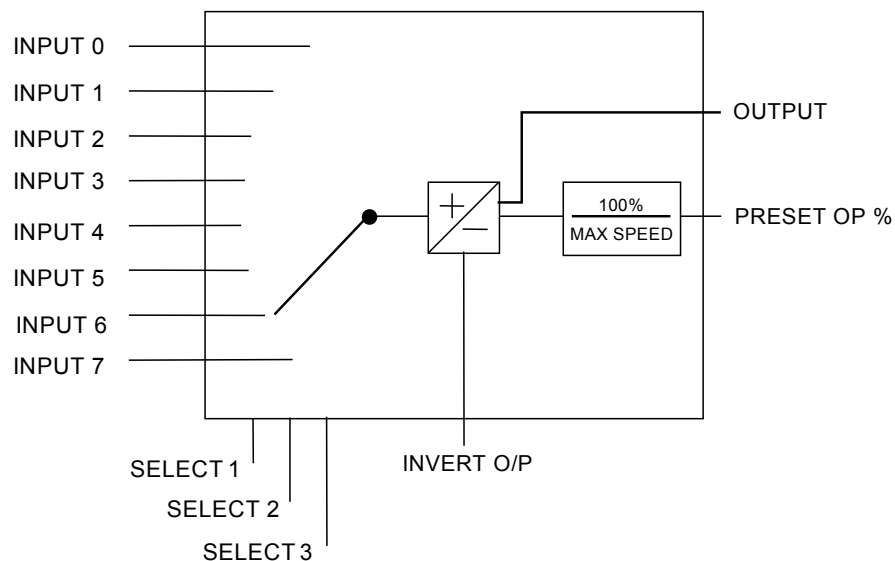 INPUT 0
INPUT 1
INPUT 2
INPUT 3
INPUT 4
INPUT 5
INPUT 6
INPUT 7
OUTPUT
+
−
100%
MAX SPEED
PRESET OP %
SELECT 1
SELECT 2
SELECT 3
INVERT O/P